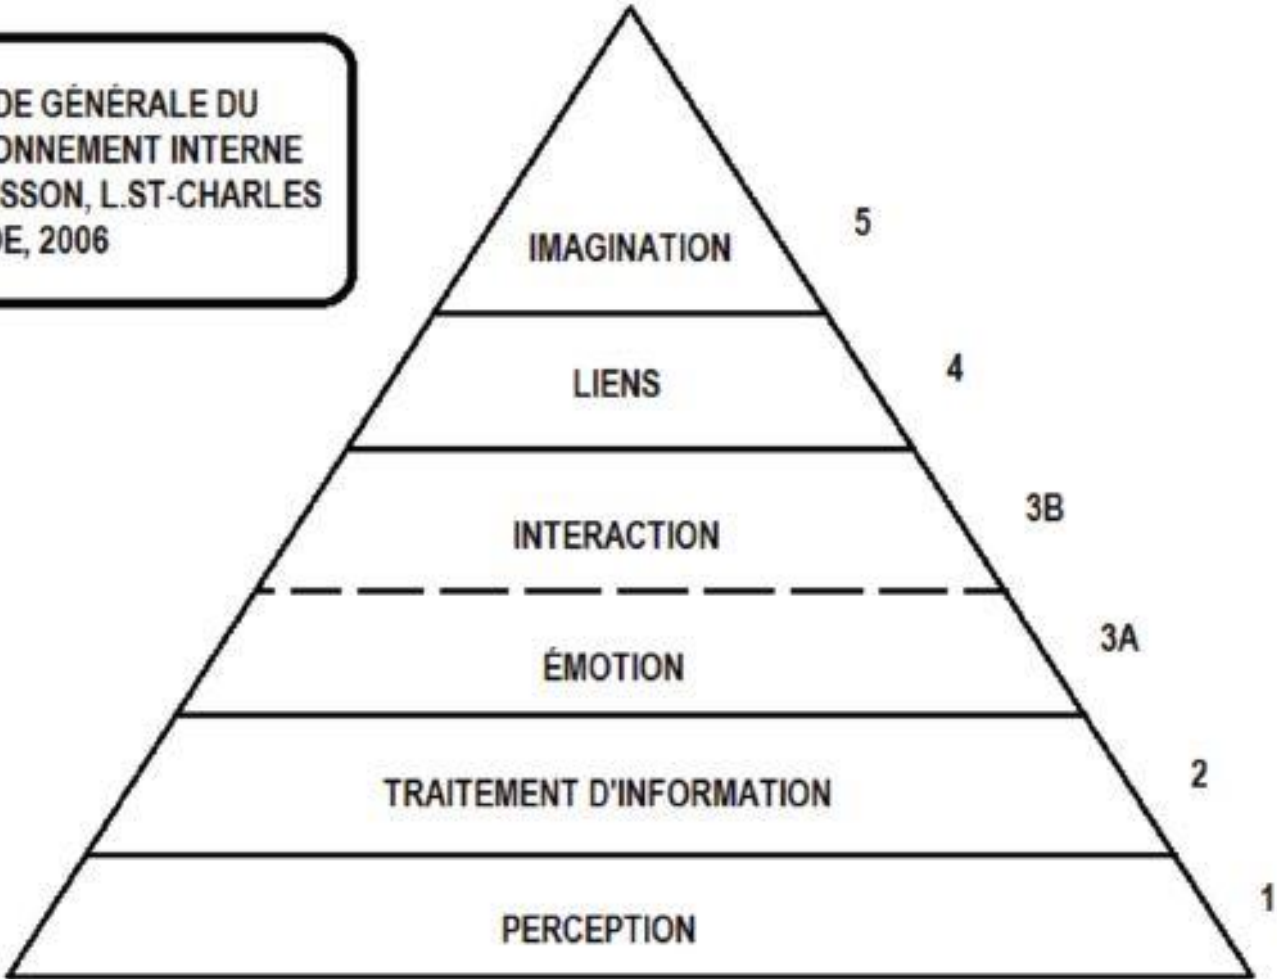 DE GÉNÉRALE DU
ONNEMENT INTERNE
SSON, L.ST-CHARLES
DE, 2006
IMAGINATION
5
LIENS
4
INTERACTION
3B
ÉMOTION
3A
TRAITEMENT D'INFORMATION
2
PERCEPTION
1